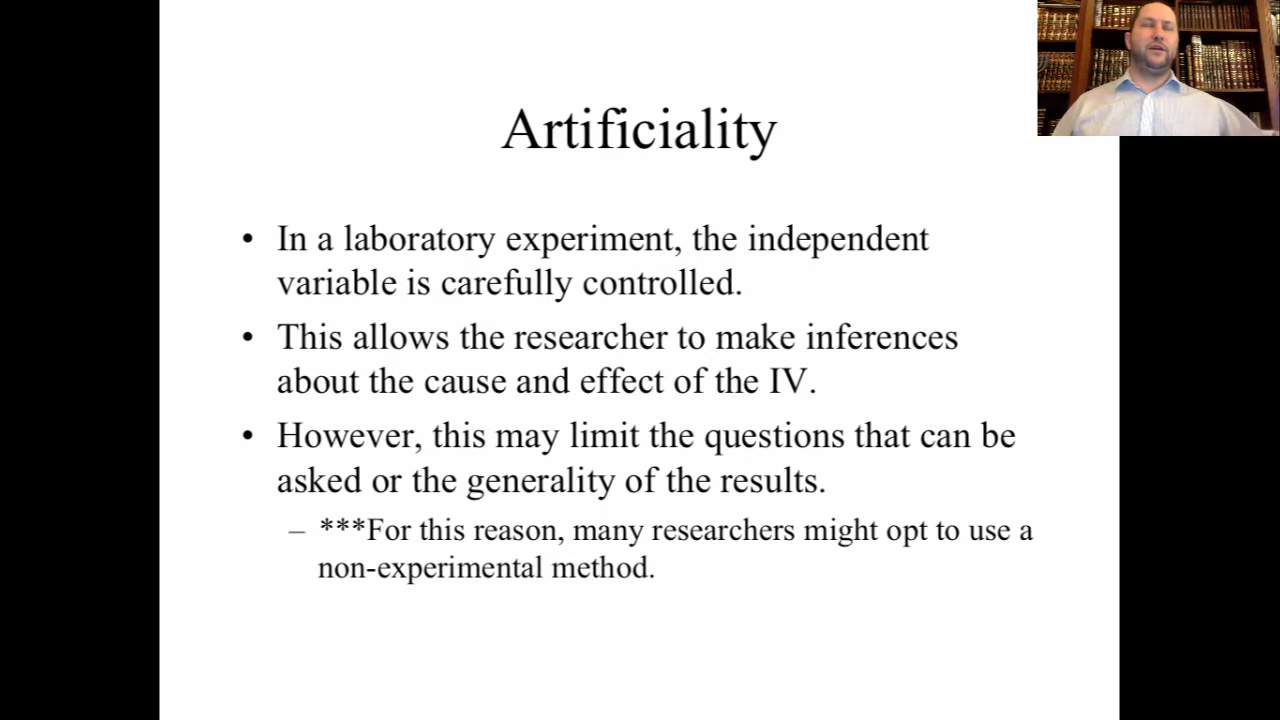 Artificiality
• In a laboratory experiment, the independent
variable is carefully controlled.
• This allows the researcher to make inferences
about the cause and effect of the IV.
• However, this may limit the questions that can be
asked or the generality of the results.
– ***For this reason, many researchers might opt to use a
non-experimental method.